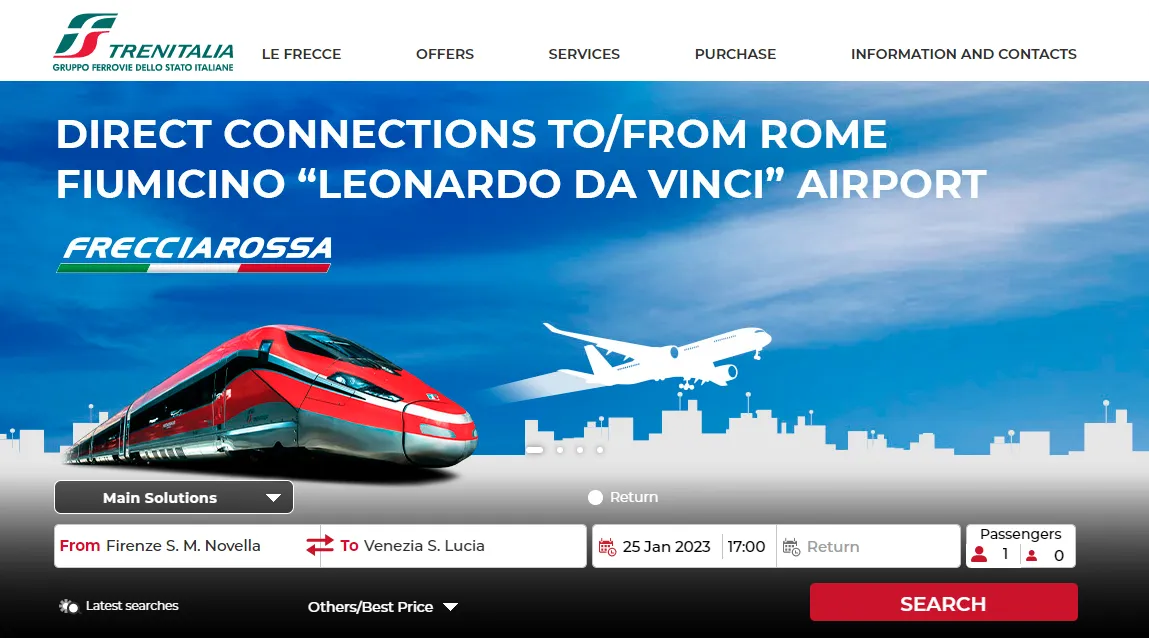 TRENITALIA
GRUPPO FERROVIE DELLO STATO ITALIANE
LE FRECCE
OFFERS
SERVICES
PURCHASE
INFORMATION AND CONTACTS
DIRECT CONNECTIONS TO/FROM ROME
FIUMICINO “LEONARDO DA VINCI” AIRPORT
FRECCIAROSSA
Main Solutions
Return
From Firenze S. M. Novella
To Venezia S. Lucia
25 Jan 2023
17:00
Return
Passengers
1
0
Latest searches
Others/Best Price
SEARCH